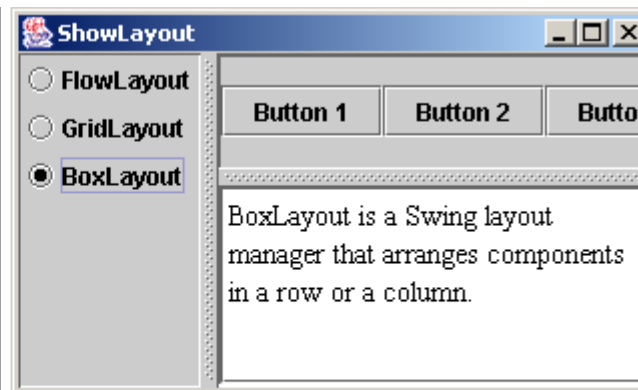 ShowLayout
FlowLayout
GridLayout
BoxLayout
Button 1
Button 2
Butto
BoxLayout is a Swing layout
manager that arranges components
in a row or a column.